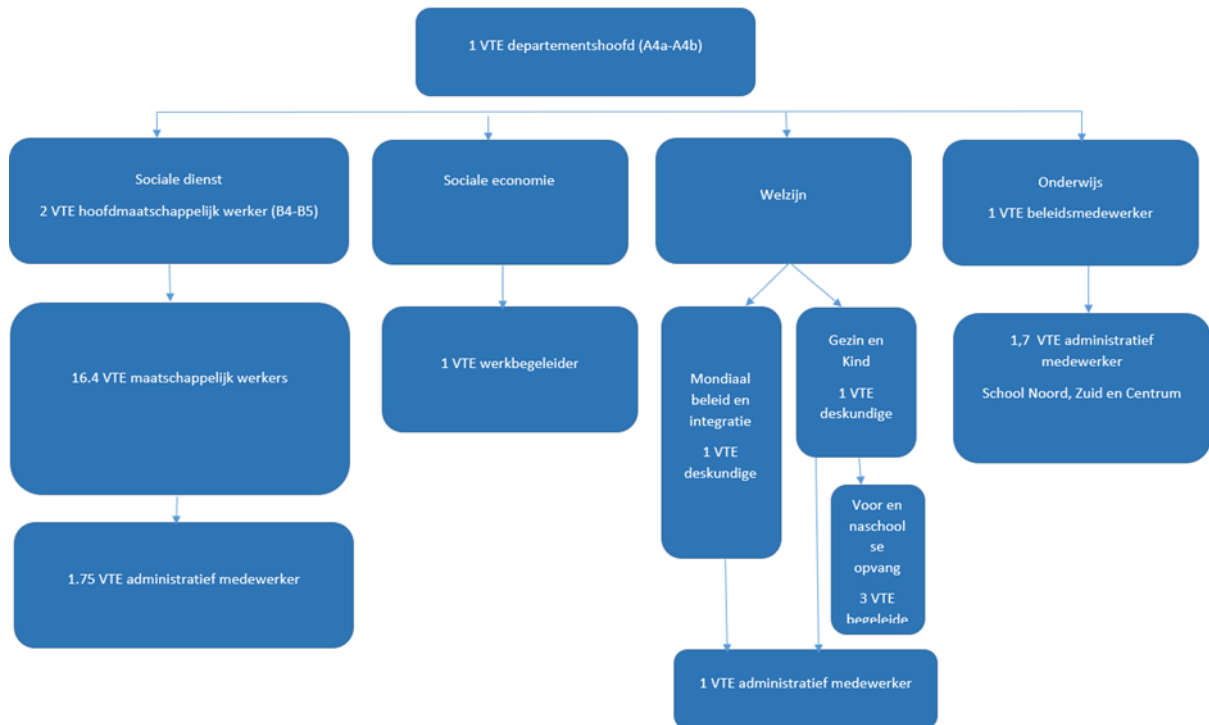 1 VTE departementshoofd (A4a-A4b)
Sociale dienst
2 VTE hoofdmaatschappelijk werker (B4-B5)
Sociale economie
Welzijn
Onderwijs
1 VTE beleidsmedewerker
16.4 VTE maatschappelijk werkers
1 VTE werkbegeleider
Mondiaal
beleid en
integratie
1 VTE
deskundige
Gezin en
Kind
1 VTE
deskundige
1,7 VTE administratief
medewerker
School Noord, Zuid en Centrum
Voor en
naschool
se
opvang
3 VTE
begeleide
1.75 VTE administratief medewerker
1 VTE administratief medewerker